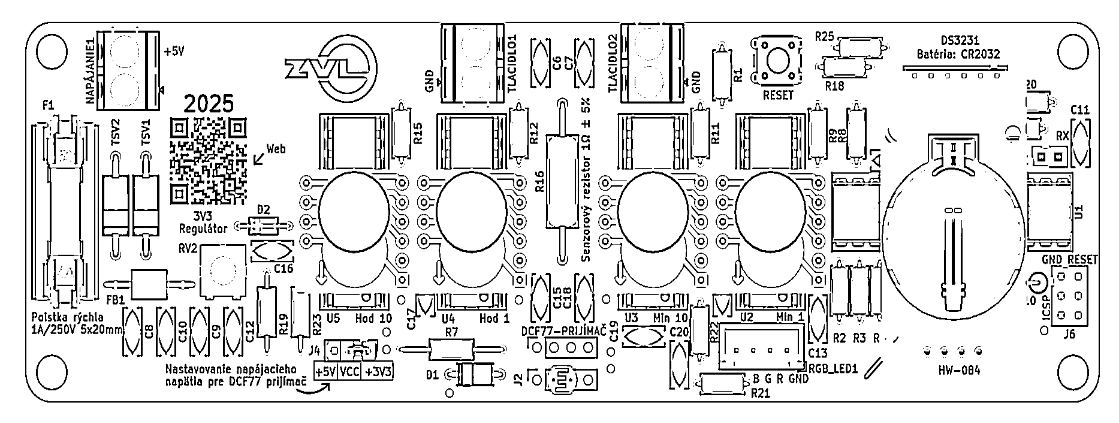 NAPÁJANIE1
+5V
ZVL
GND
TLACIDLO1
C6
C7
TLACIDLO2
GND
R1
RESET
R25
R18
DS3231
Batéria: CR2032
F1
2025
TSV2
TSV1
Web
R15
R12
R16
Senzorový rezistor 1Ω ± 5%
R11
R9
R8
RX
C11
3V3
Regulátor
D2
RV2
C16
U1
FB1
GND RESET
ICSP
J6
Poistka rýchla
1A/250V 5x20mm
C8
C10
C9
C12
R19
R23
U5
Hod 10
C17
U4
Hod 1
C15
C18
U3
Min 10
R22
U2
Min 1
C13
R2
R3
R
R7
DCF77-PRIJÍMAČ
C19
C20
J4
+5V
VCC
+3V3
Nastavovanie napájacieho
napätia pre DCF77 prijímač
D1
J2
B G R GND
RGB_LED1
R21
HW-084